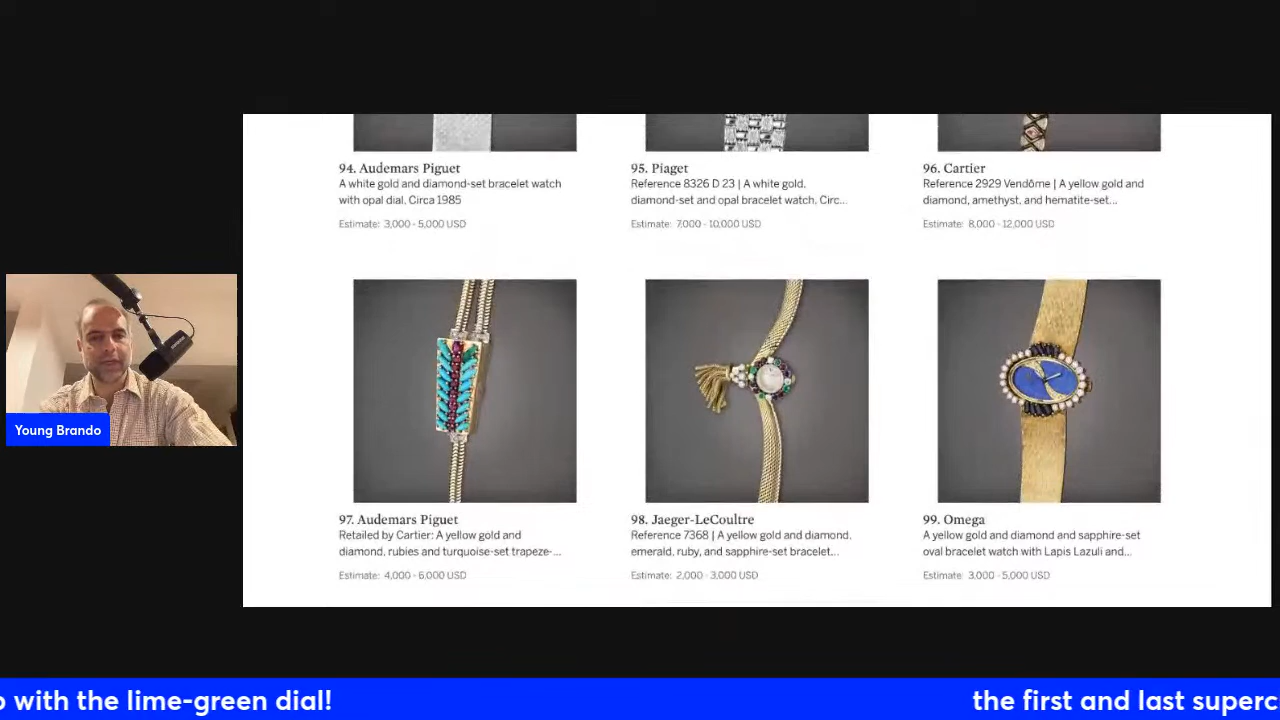 94. Audemars Piguet
A white gold and diamond-set bracelet watch
with opal dial, Circa 1985
Estimate: 3,000 - 5,000 USD
95. Piaget
Reference 8326 D 23 | A white gold,
diamond-set and opal bracelet watch, Circ...
Estimate: 7,000 - 10,000 USD
96. Cartier
Reference 2929 Vendôme | A yellow gold and
diamond, amethyst, and hematite-set...
Estimate: 8,000 - 12,000 USD
97. Audemars Piguet
Retailed by Cartier: A yellow gold and
diamond, rubies and turquoise-set trapeze-...
Estimate: 4,000 - 6,000 USD
98. Jaeger-LeCoultre
Reference 7368 | A yellow gold and diamond,
emerald, ruby, and sapphire-set bracelet...
Estimate: 2,000 - 3,000 USD
99. Omega
A yellow gold and diamond and sapphire-set
oval bracelet watch with Lapis Lazuli and...
Estimate: 3,000 - 5,000 USD
Young Brando
with the lime-green dial!
the first and last superc